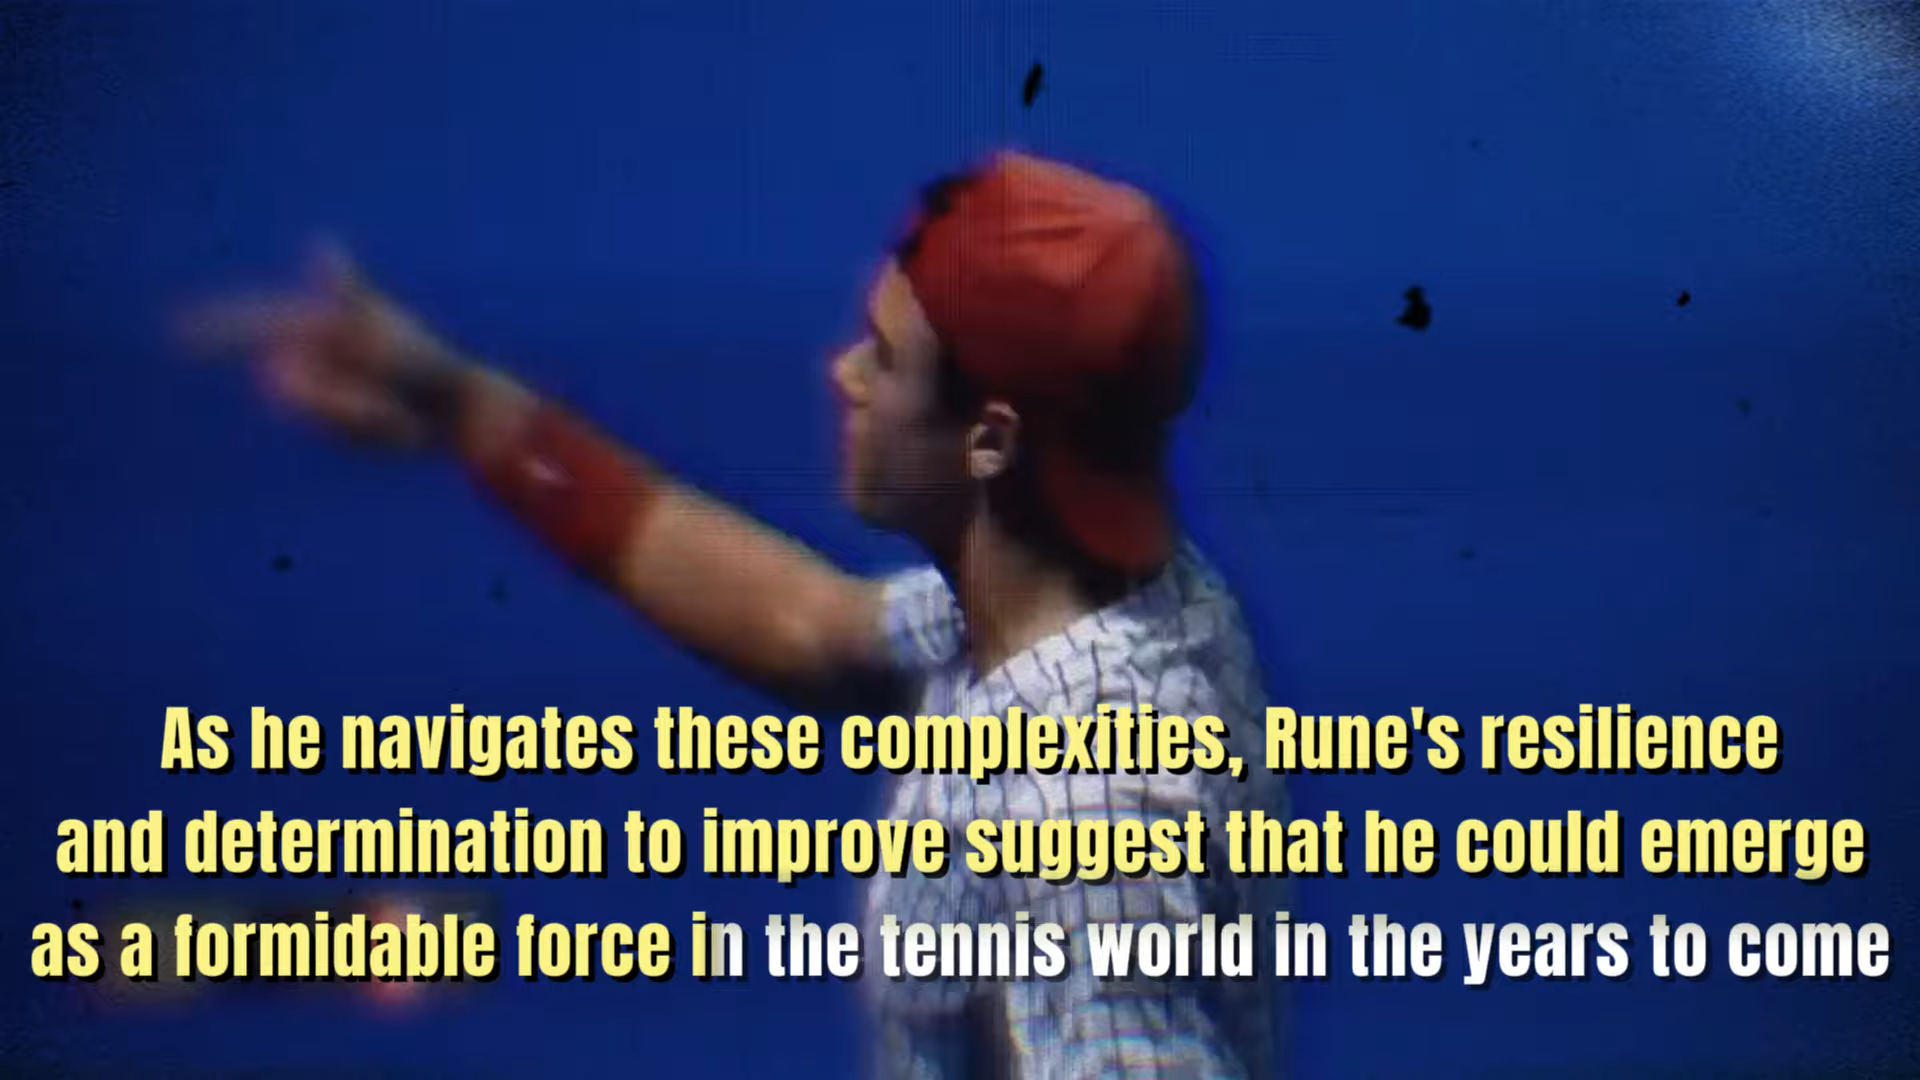 As he navigates these complexities, Rune's resilience
and determination to improve suggest that he could emerge
as a formidable force in the tennis world in the years to come